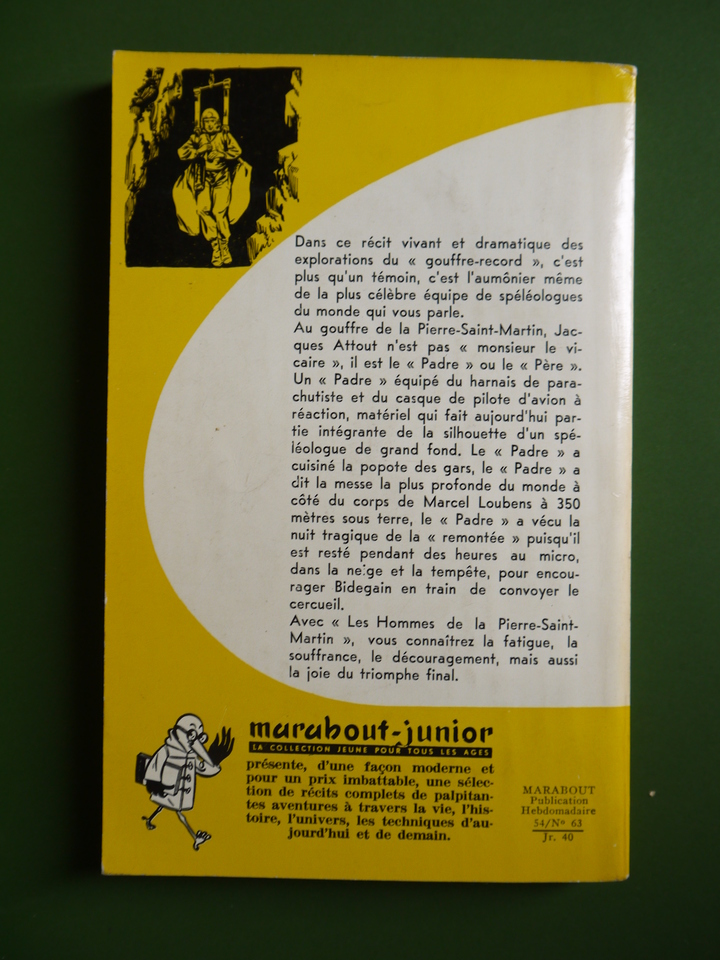 Dans ce récit vivant et dramatique des
explorations du « gouffre-record », c'est
plus qu'un témoin, c'est l'aumônier même
de la plus célèbre équipe de spéléologues
du monde qui vous parle.
Au gouffre de la Pierre-Saint-Martin, Jac-
ques Attout n'est pas « monsieur le vi-
caire », il est le « Padre » ou le « Père ».
Un « Padre » équipé du harnais de para-
chutiste et du casque de pilote d'avion à
réaction, matériel qui fait aujourd'hui par-
tie intégrante de la silhouette d'un spé-
léologue de grand fond. Le « Padre » a
cuisiné la popote des gars, le « Padre » a
dit la messe la plus profonde du monde à
côté du corps de Marcel Loubens à 350
mètres sous terre, le « Padre » a vécu la
nuit tragique de la « remontée » puisqu'il
est resté pendant des heures au micro,
dans la neige et la tempête, pour encou-
rager Bidegain en train de convoyer le
cercueil.
Avec « Les Hommes de la Pierre-Saint-
Martin », vous connaîtrez la fatigue, la
souffrance, le découragement, mais aussi
la joie du triomphe final.
marabout-junior
LA COLLECTION JEUNE POUR TOUS LES AGES
présente, d'une façon moderne et
pour un prix imbattable, une sélec-
tion de récits complets de palpitan-
tes aventures à travers la vie, l'his-
toire, l'univers, les techniques d'au-
jourd'hui et de demain.
MARABOUT
Publication
Hebdomadaire
54/Nº 63
Jr. 40